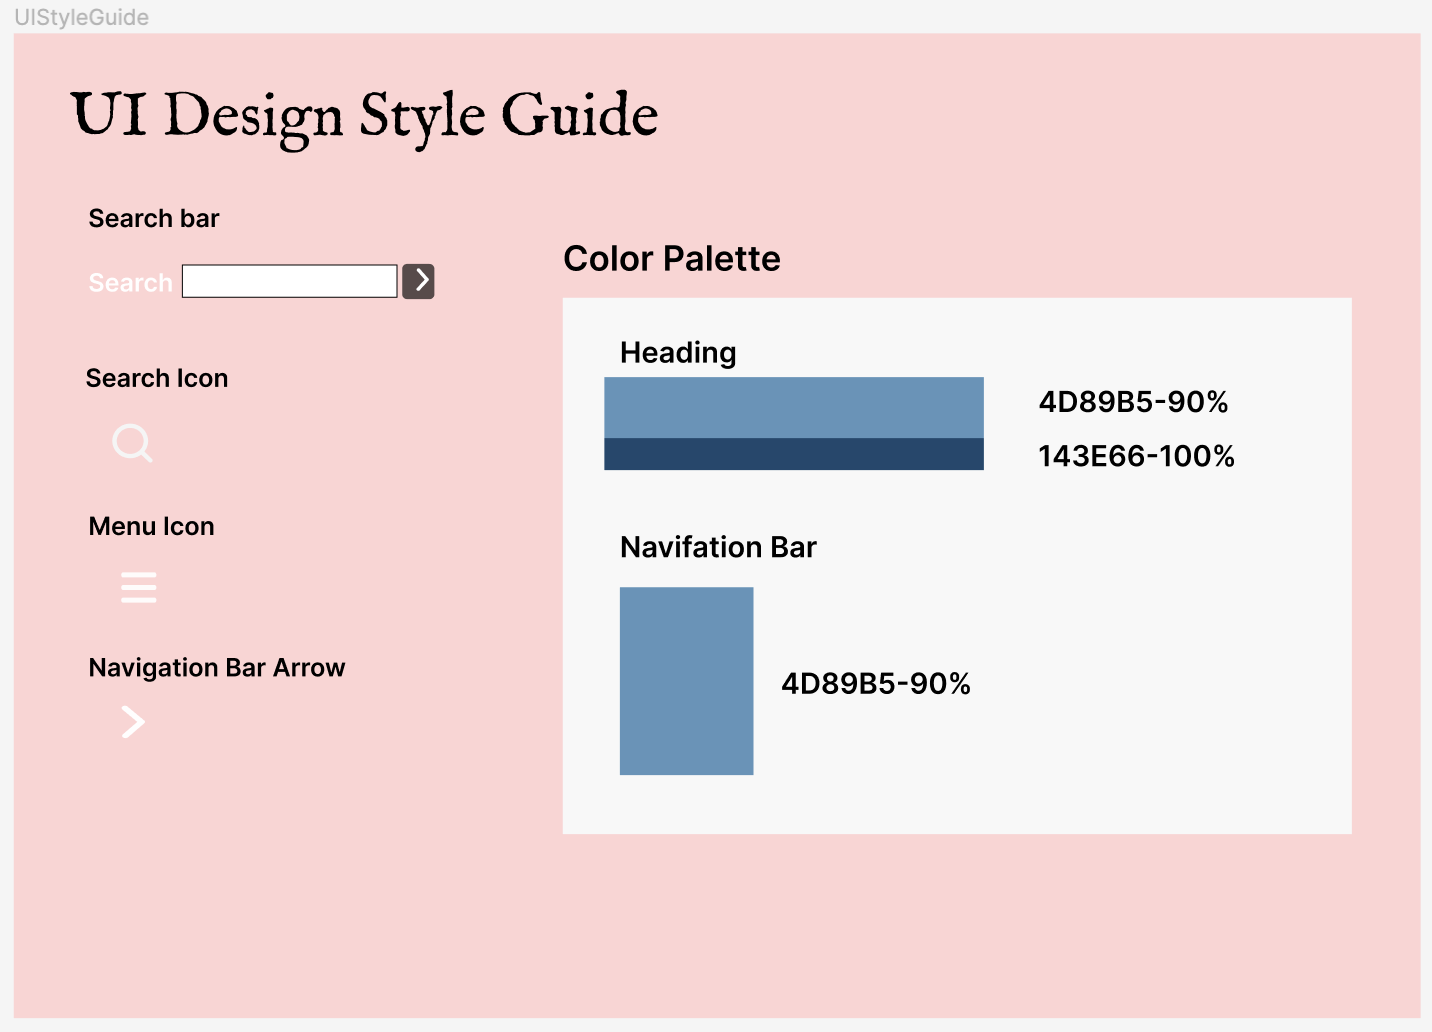 UIStyleGuide
UI Design Style Guide
Search bar
Search
Search Icon
Menu Icon
Navigation Bar Arrow
Color Palette
Heading
4D89B5-90%
143E66-100%
Navifation Bar
4D89B5-90%